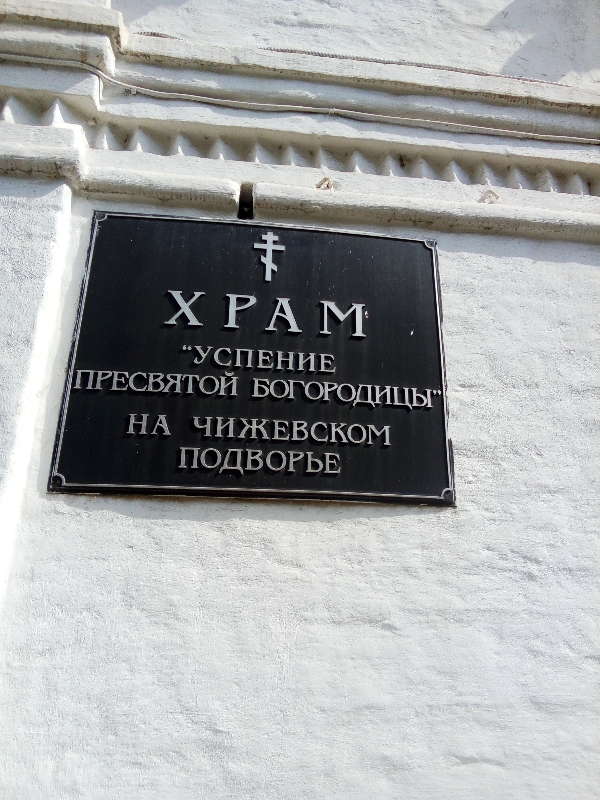 ХРАМ
"УСПЕНИЕ
ПРЕСВЯТОЙ БОГОРОДИЦЫ"
НА ЧИЖЕВСКОМ
ПОДВОРЬЕ